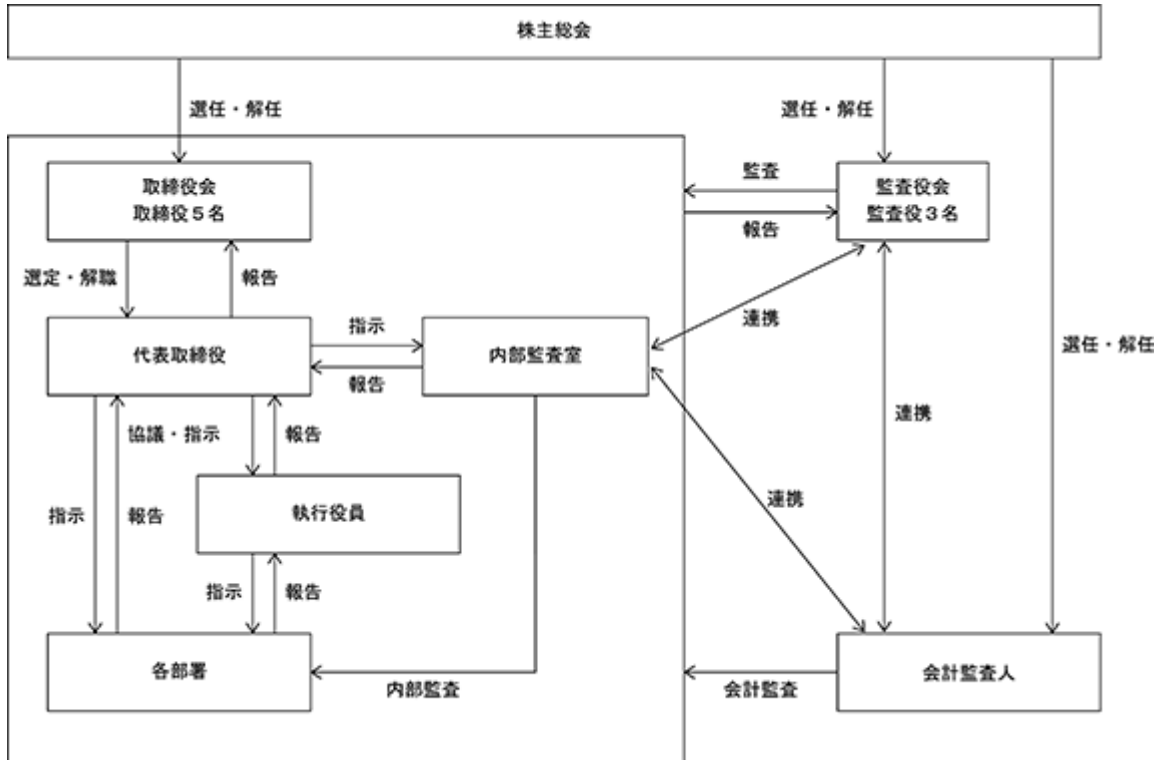 株主総会
選任・解任
選任・解任
取締役会
取締役５名
監査
監査役会
監査役３名
報告
選定・解職
報告
指示
連携
代表取締役
内部監査室
選任・解任
報告
協議・指示
報告
連携
連携
執行役員
指示
報告
指示
報告
各部署
会計監査人
内部監査
会計監査